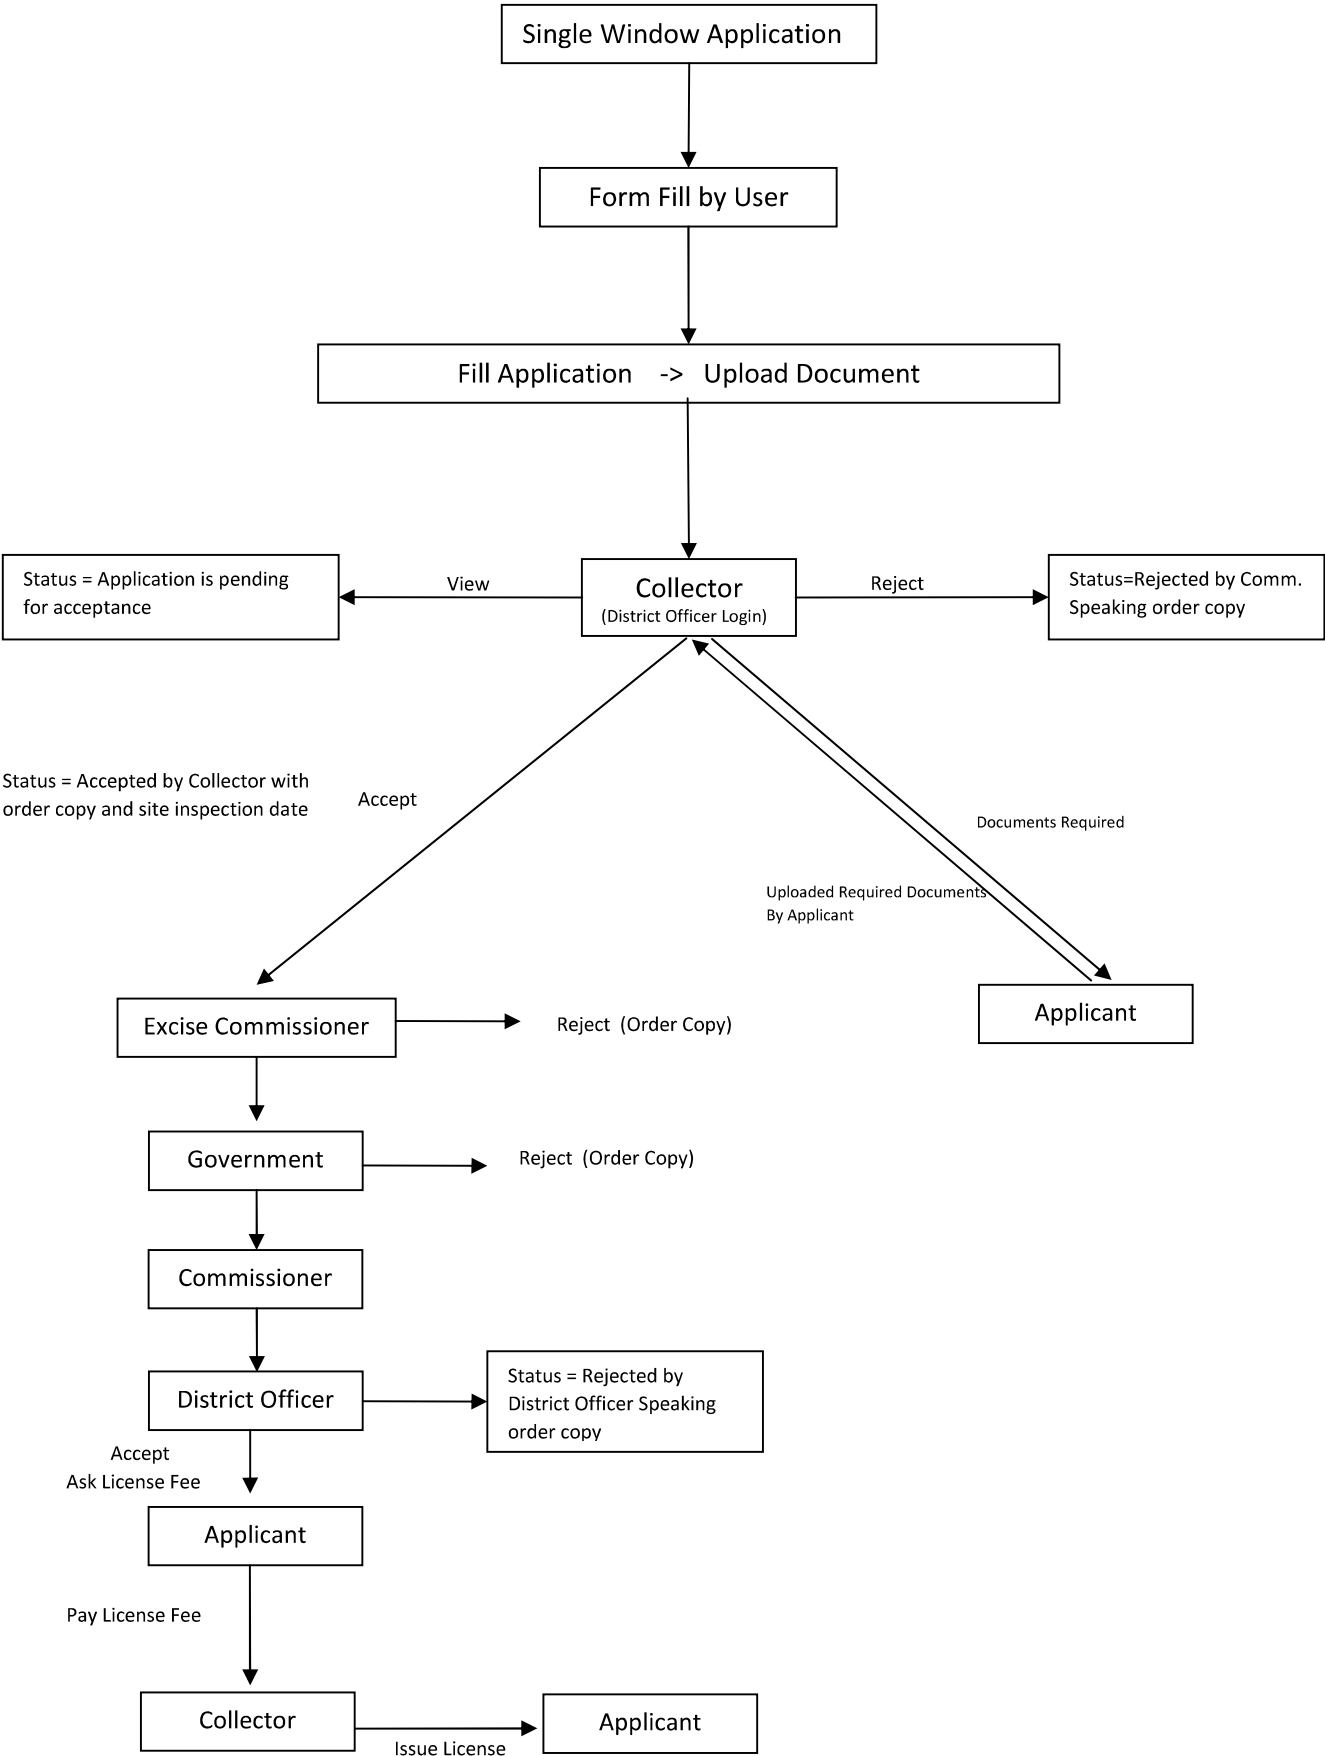 Single Window Application
Form Fill by User
Fill Application -> Upload Document
Status = Application is pending
for acceptance
View
Collector
(District Officer Login)
Reject
Status=Rejected by Comm.
Speaking order copy
Status = Accepted by Collector with
order copy and site inspection date
Accept
Documents Required
Uploaded Required Documents
By Applicant
Excise Commissioner
Reject (Order Copy)
Applicant
Government
Reject (Order Copy)
Commissioner
District Officer
Status = Rejected by
District Officer Speaking
order copy
Accept
Ask License Fee
Applicant
Pay License Fee
Collector
Issue License
Applicant